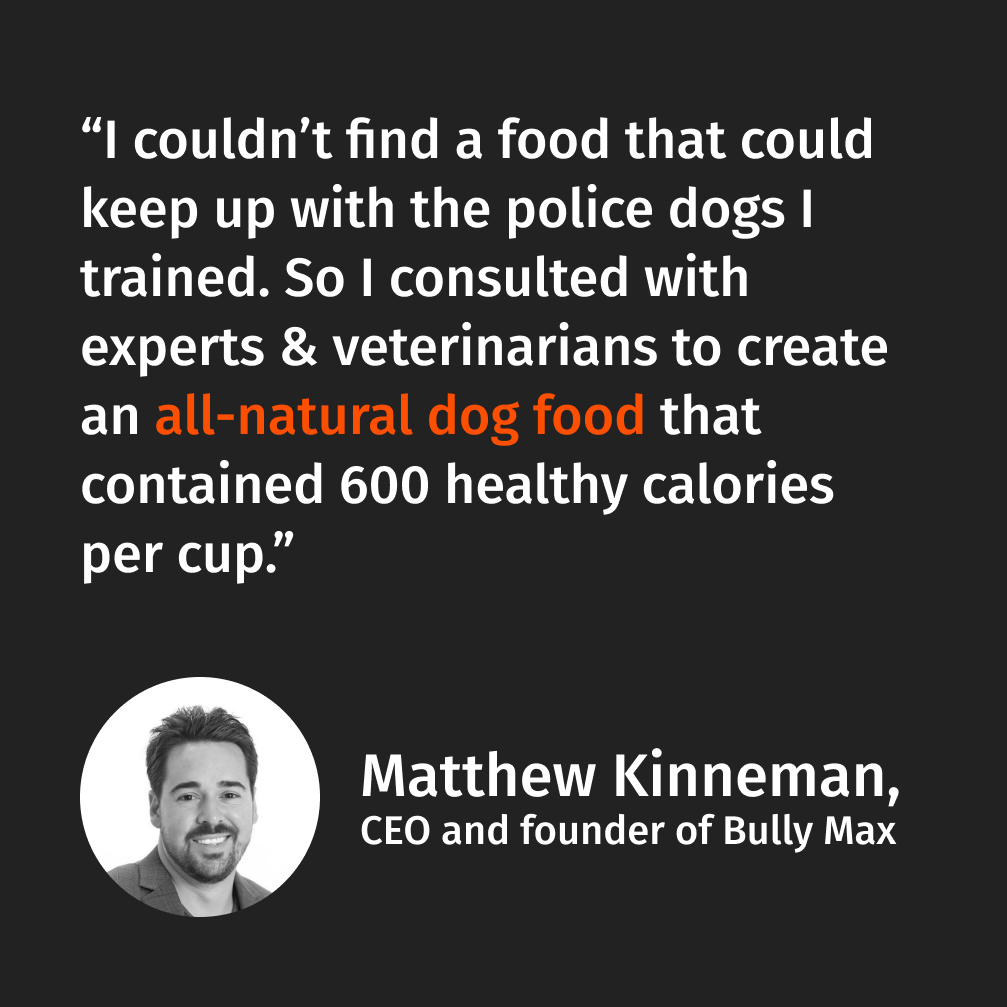 “I couldn’t find a food that could
keep up with the police dogs I
trained. So I consulted with
experts & veterinarians to create
an all-natural dog food that
contained 600 healthy calories
per cup.”
Matthew Kinneman,
CEO and founder of Bully Max